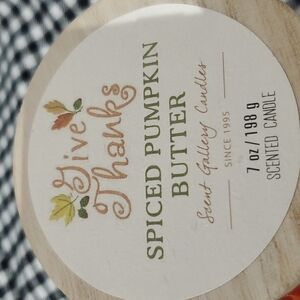 Give
Thanks
SPICED PUMPKIN
BUTTER
Scent Gallery Candles
SINCE 1995
7 oz / 198 g
SCENTED CANDLE